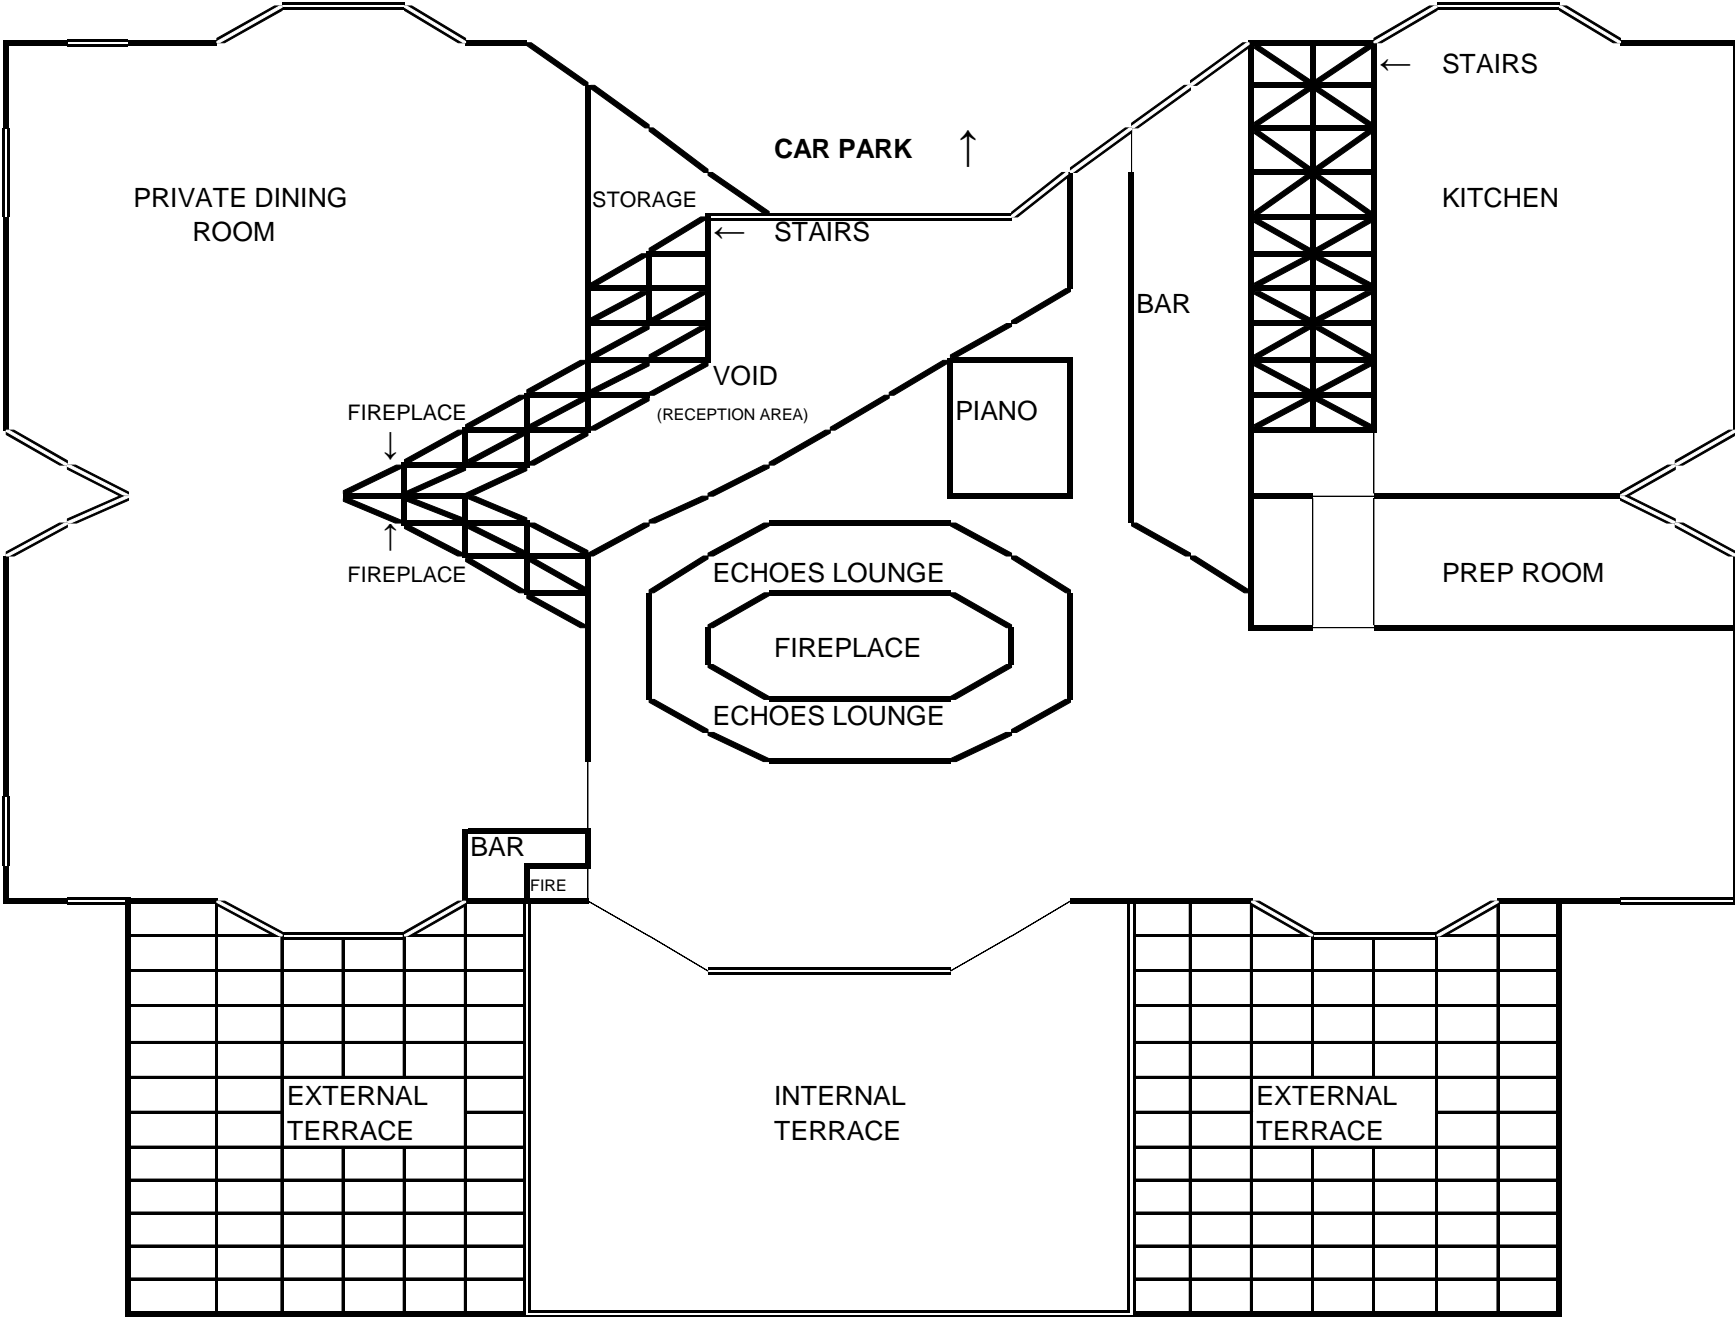 ← STAIRS
CAR PARK ↑
PRIVATE DINING
ROOM
STORAGE
← STAIRS
KITCHEN
BAR
VOID
(RECEPTION AREA)
FIREPLACE
↓
PIANO
↑
FIREPLACE
ECHOES LOUNGE
FIREPLACE
ECHOES LOUNGE
PREP ROOM
BAR
FIRE
EXTERNAL
TERRACE
INTERNAL
TERRACE
EXTERNAL
TERRACE